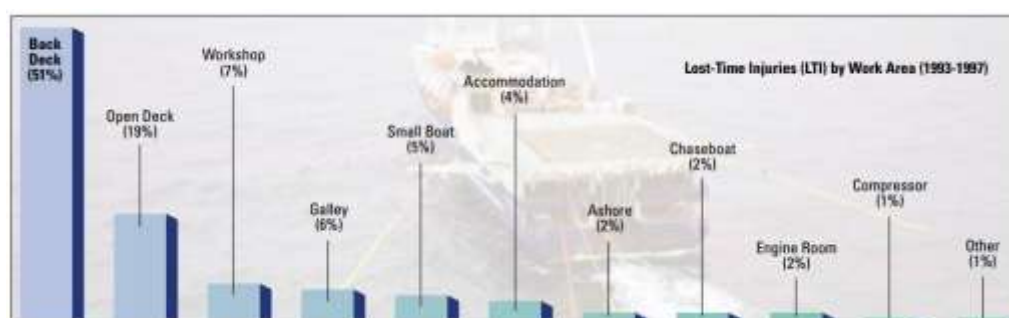 Back
Deck
(51%)
Open Deck
(19%)
Workshop
(7%)
Galley
(6%)
Small Boat
(5%)
Accommodation
(4%)
Ashore
(2%)
Chaseboat
(2%)
Engine Room
(2%)
Compressor
(1%)
Other
(1%)
Lost-Time Injuries (LTI) by Work Area (1993-1997)